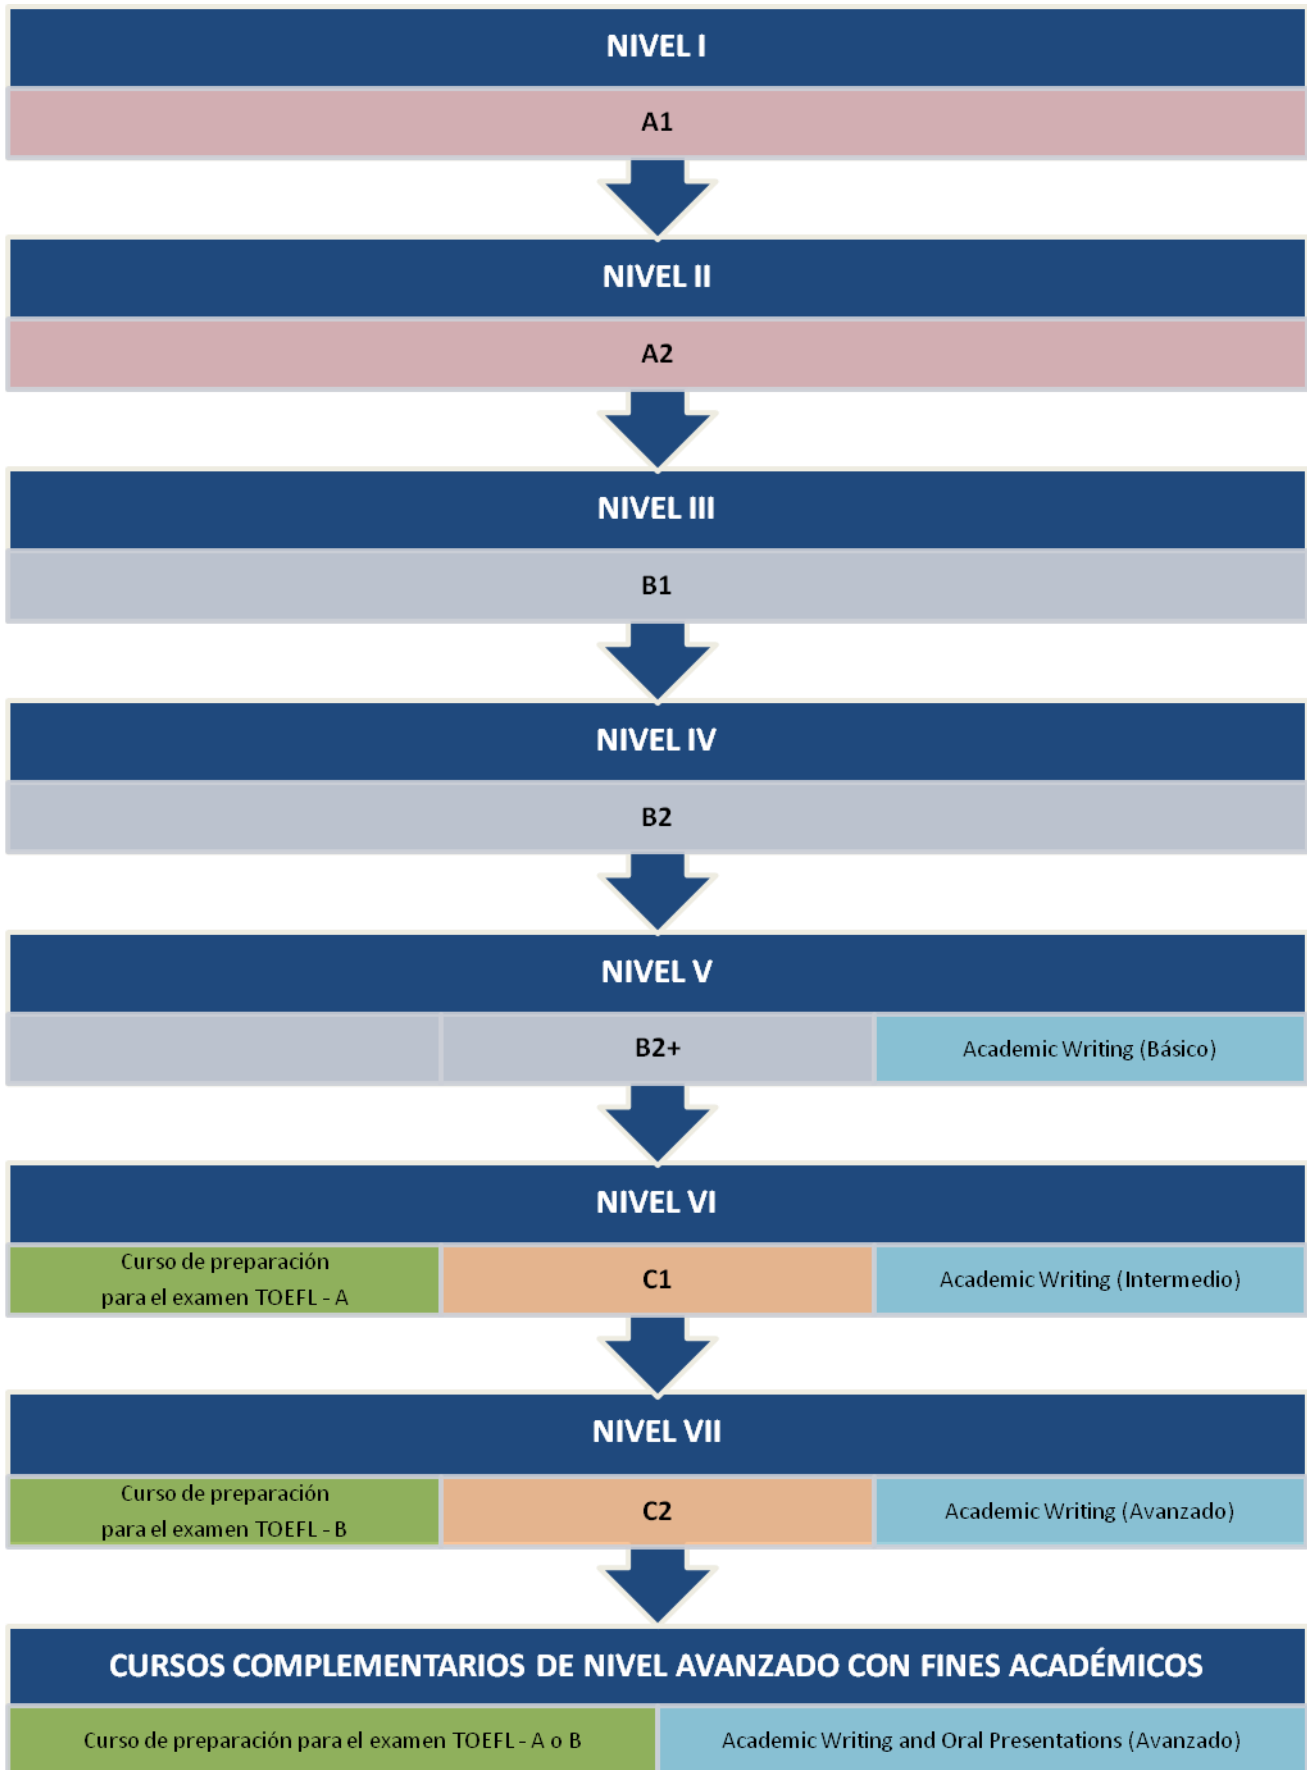 NIVEL I
A1
NIVEL II
A2
NIVEL III
B1
NIVEL IV
B2
NIVEL V
B2+
Academic Writing (Básico)
NIVEL VI
Curso de preparación
para el examen TOEFL - A
C1
Academic Writing (Intermedio)
NIVEL VII
Curso de preparación
para el examen TOEFL - B
C2
Academic Writing (Avanzado)
CURSOS COMPLEMENTARIOS DE NIVEL AVANZADO CON FINES ACADÉMICOS
Curso de preparación para el examen TOEFL - A o B
Academic Writing and Oral Presentations (Avanzado)